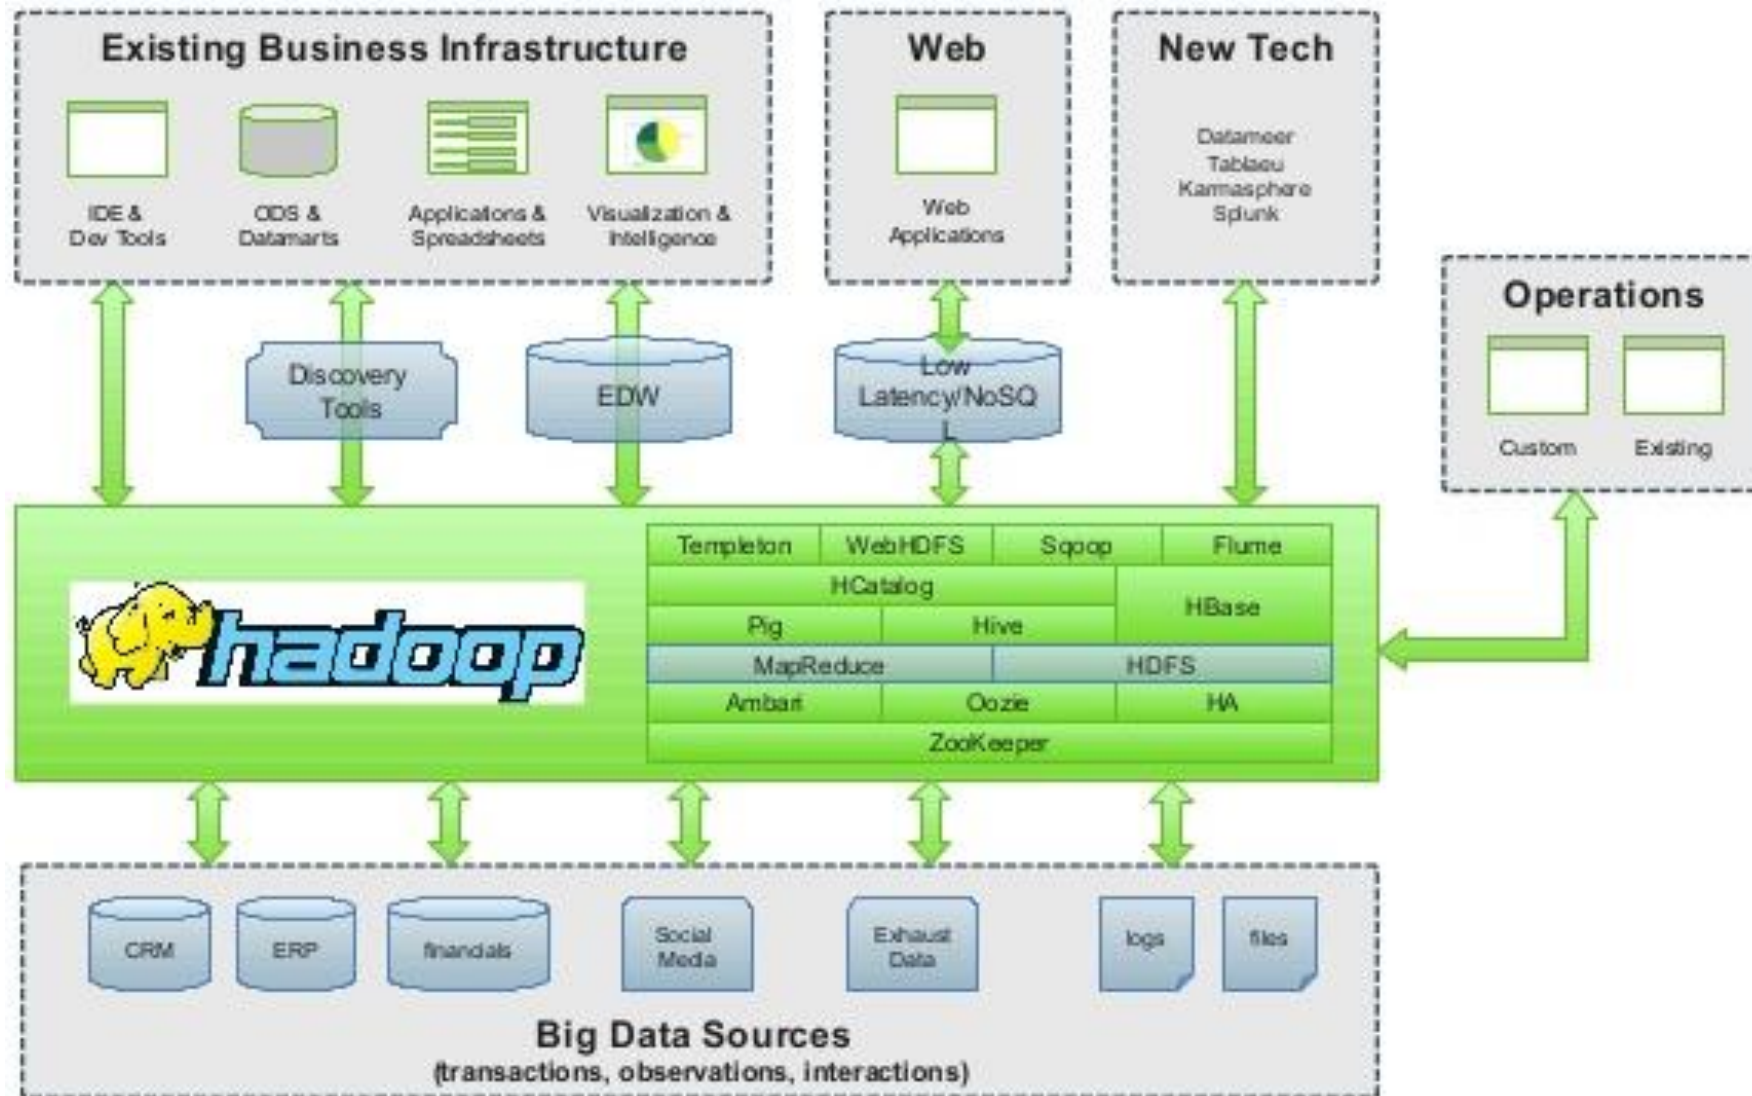 Existing Business Infrastructure
IDE &
Dev Tools
ODS &
Datamarts
Applications &
Spreadsheets
Visualization &
Intelligence
Web
Web
Applications
New Tech
Datameer
Tablaeu
Karmasphere
Splunk
Operations
Custom
Existing
Discovery
Tools
EDW
Low
Latency/NoSQ
L
hadoop
Templeton
WebHDFS
Sqoop
Flume
HCatalog
HBase
Pig
Hive
MapReduce
HDFS
Ambari
Oozie
HA
ZooKeeper
CRM
ERP
financials
Social
Media
Exhaust
Data
logs
files
Big Data Sources
(transactions, observations, interactions)